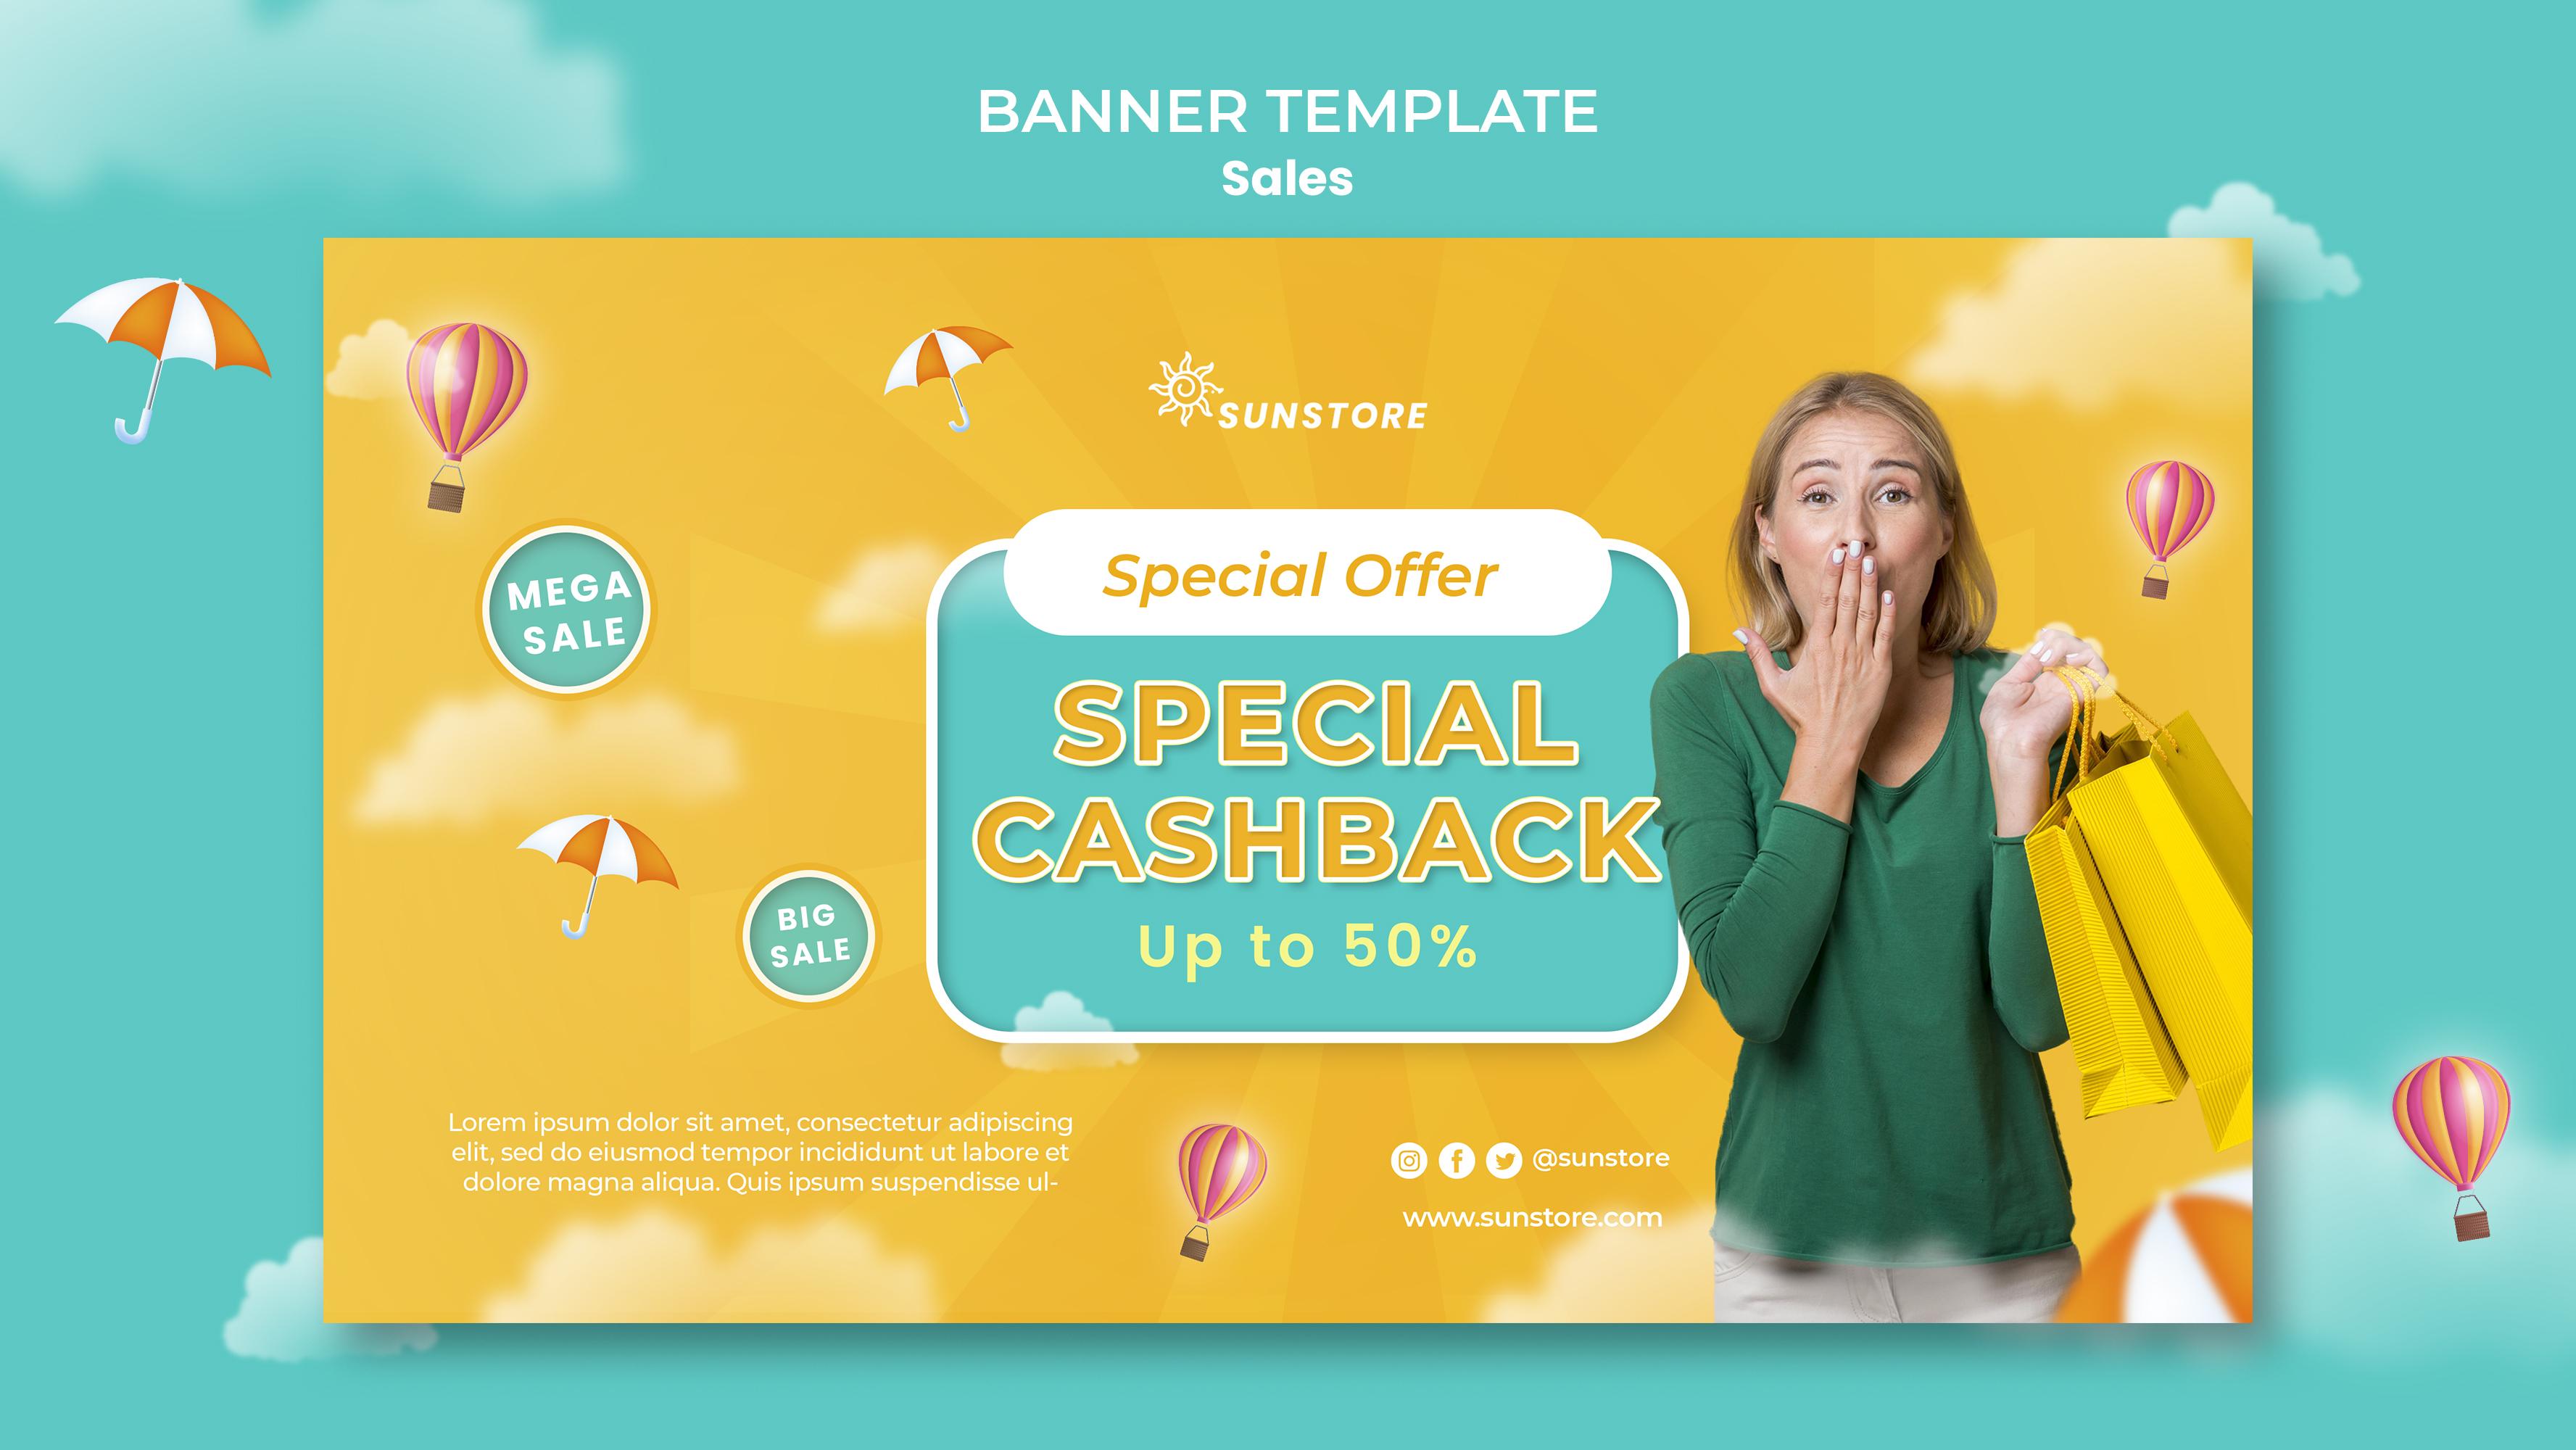 BANNER TEMPLATE
Sales
SUNSTORE
Special Offer
MEGA
SALE
SPECIAL
CASHBACK
BIG
SALE
Up to 50%
Lorem ipsum dolor sit amet, consectetur adipiscing
elit, sed do eiusmod tempor incididunt ut labore et
dolore magna aliqua. Quis ipsum suspendisse ul-
@sunstore
www.sunstore.com